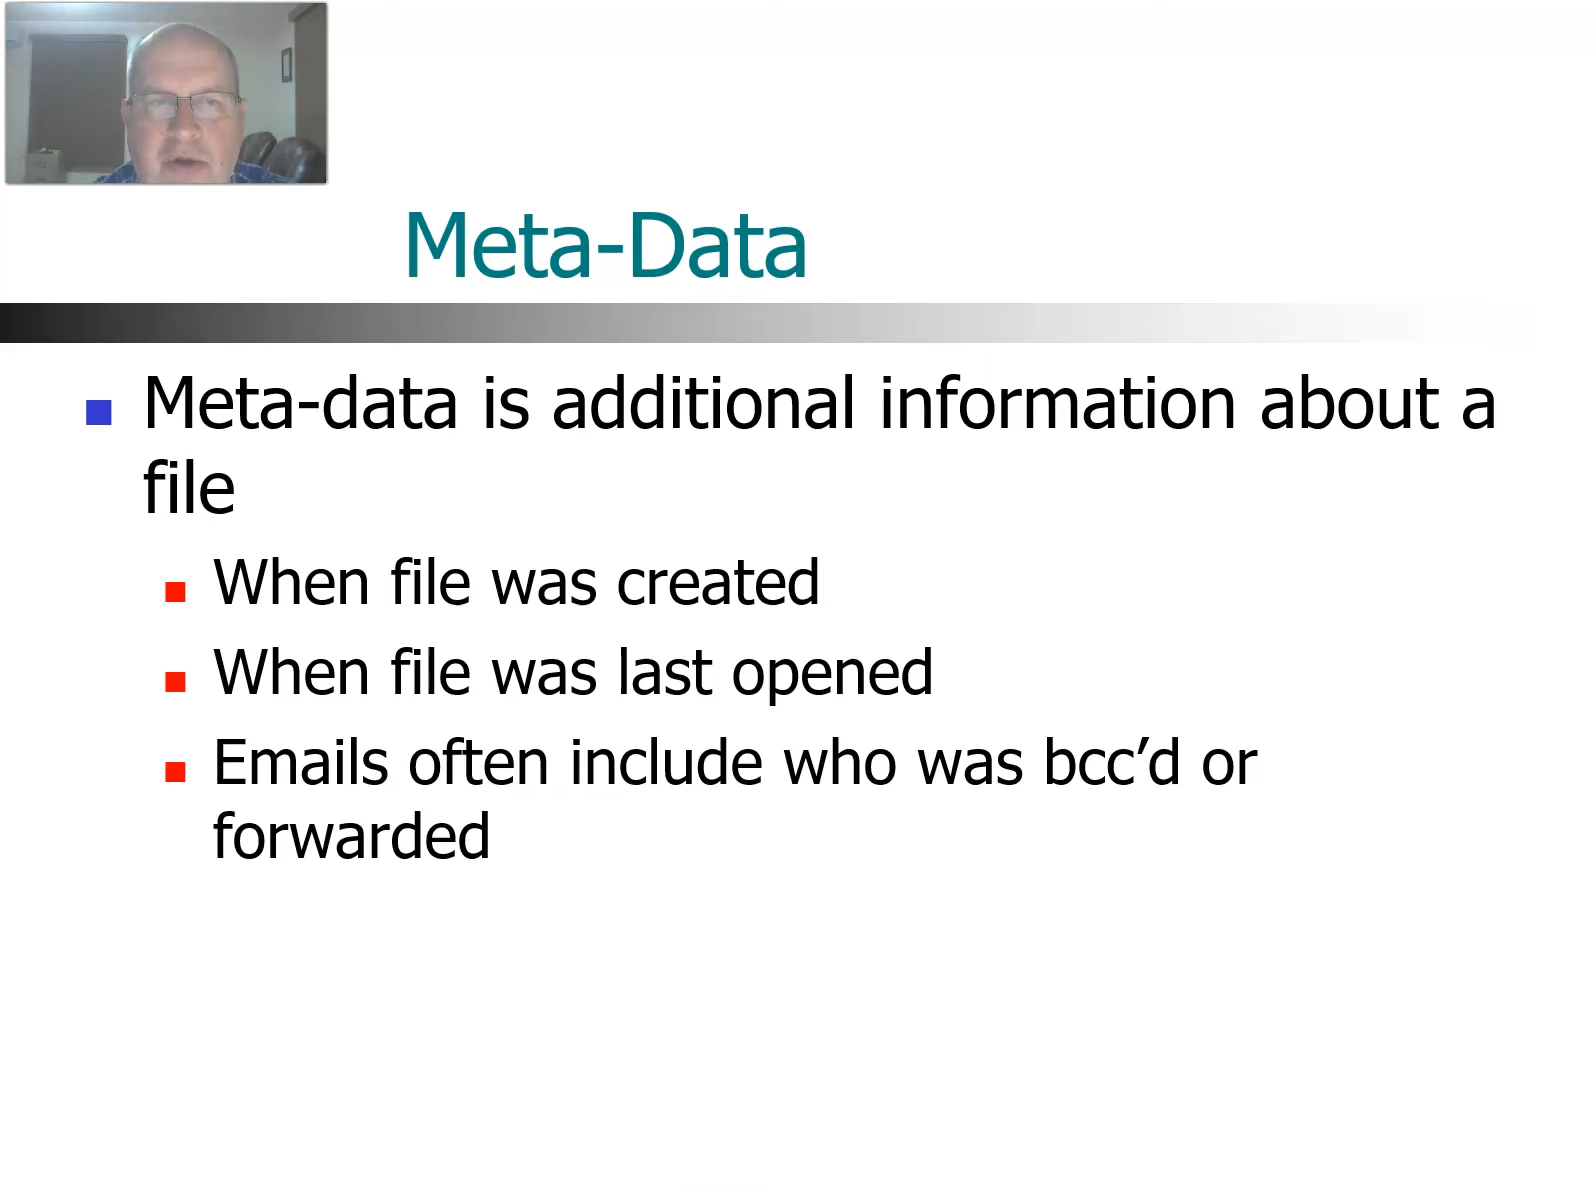 Meta-Data
Meta-data is additional information about a
file
When file was created
When file was last opened
Emails often include who was bcc’d or
forwarded